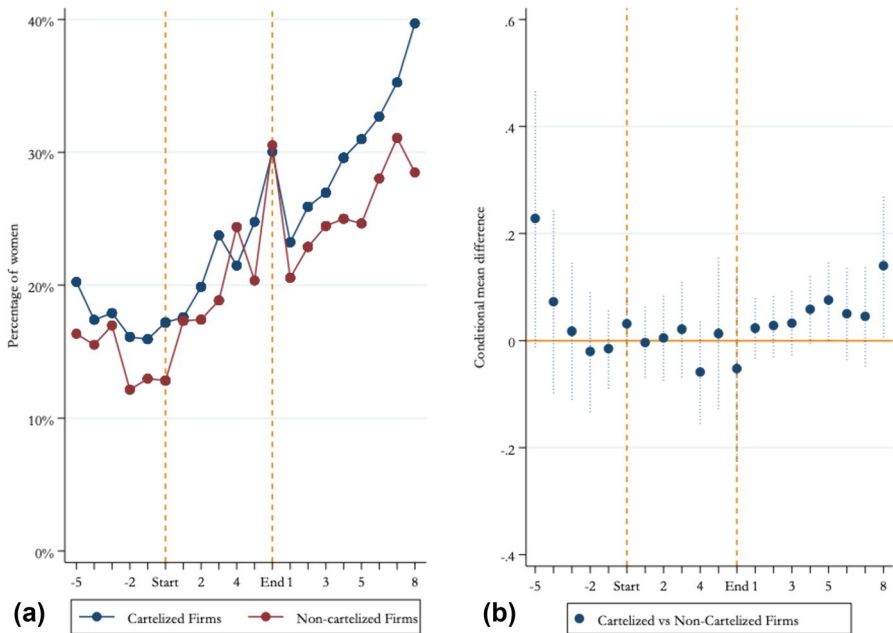 40%
30%
20%
10%
0%
Percentage of women
-5 -2 Start 2 4 End 1 3 5 8
(a)
Cartelized Firms Non-cartelized Firms
.6
.4
.2
0
-.2
-.4
Conditional mean difference
-5 -2 Start 2 4 End 1 3 5 8
(b)
Cartelized vs Non-Cartelized Firms